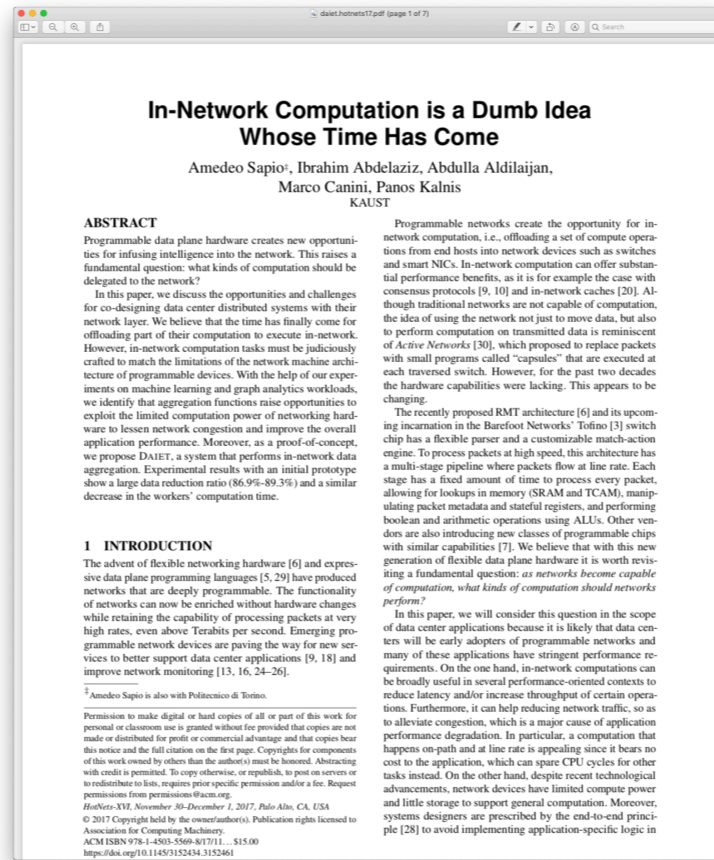 daiet.hotnets17.pdf (page 1 of 7)
Search
In-Network Computation is a Dumb Idea
Whose Time Has Come
Amedeo Sapio‡, Ibrahim Abdelaziz, Abdulla Aldilaijan,
Marco Canini, Panos Kalnis
KAUST
ABSTRACT
Programmable data plane hardware creates new opportuni-
ties for infusing intelligence into the network. This raises a
fundamental question: what kinds of computation should be
delegated to the network?
In this paper, we discuss the opportunities and challenges
for co-designing data center distributed systems with their
network layer. We believe that the time has finally come for
offloading part of their computation to execute in-network.
However, in-network computation tasks must be judiciously
crafted to match the limitations of the network machine archi-
tecture of programmable devices. With the help of our exper-
iments on machine learning and graph analytics workloads,
we identify that aggregation functions raise opportunities to
exploit the limited computation power of networking hard-
ware to lessen network congestion and improve the overall
application performance. Moreover, as a proof-of-concept,
we propose DAIET, a system that performs in-network data
aggregation. Experimental results with an initial prototype
show a large data reduction ratio (86.9%-89.3%) and a similar
decrease in the workers' computation time.
1 INTRODUCTION
The advent of flexible networking hardware [6] and expres-
sive data plane programming languages [5, 29] have produced
networks that are deeply programmable. The functionality
of networks can now be enriched without hardware changes
while retaining the capability of processing packets at very
high rates, even above Terabits per second. Emerging pro-
grammable network devices are paving the way for new ser-
vices to better support data center applications [9, 18] and
improve network monitoring [13, 16, 24–26].
‡Amedeo Sapio is also with Politecnico di Torino.
Permission to make digital or hard copies of all or part of this work for
personal or classroom use is granted without fee provided that copies are not
made or distributed for profit or commercial advantage and that copies bear
this notice and the full citation on the first page. Copyrights for components
of this work owned by others than the author(s) must be honored. Abstracting
with credit is permitted. To copy otherwise, or republish, to post on servers or
to redistribute to lists, requires prior specific permission and/or a fee. Request
permissions from permissions@acm.org.
HotNets-XVI, November 30–December 1, 2017, Palo Alto, CA, USA
© 2017 Copyright held by the owner/author(s). Publication rights licensed to
Association for Computing Machinery.
ACM ISBN 978-1-4503-5569-8/17/11...$15.00
https://doi.org/10.1145/3152434.3152461
Programmable networks create the opportunity for in-
network computation, i.e., offloading a set of compute opera-
tions from end hosts into network devices such as switches
and smart NICs. In-network computation can offer substan-
tial performance benefits, as it is for example the case with
consensus protocols [9, 10] and in-network caches [20]. Al-
though traditional networks are not capable of computation,
the idea of using the network not just to move data, but also
to perform computation on transmitted data is reminiscent
of Active Networks [30], which proposed to replace packets
with small programs called “capsules” that are executed at
each traversed switch. However, for the past two decades
the hardware capabilities were lacking. This appears to be
changing.
The recently proposed RMT architecture [6] and its upcom-
ing incarnation in the Barefoot Networks' Tofino [3] switch
chip has a flexible parser and a customizable match-action
engine. To process packets at high speed, this architecture has
a multi-stage pipeline where packets flow at line rate. Each
stage has a fixed amount of time to process every packet,
allowing for lookups in memory (SRAM and TCAM), manip-
ulating packet metadata and stateful registers, and performing
boolean and arithmetic operations using ALUs. Other ven-
dors are also introducing new classes of programmable chips
with similar capabilities [7]. We believe that with this new
generation of flexible data plane hardware it is worth revis-
iting a fundamental question: as networks become capable
of computation, what kinds of computation should networks
perform?
In this paper, we will consider this question in the scope
of data center applications because it is likely that data cen-
ters will be early adopters of programmable networks and
many of these applications have stringent performance re-
quirements. On the one hand, in-network computations can
be broadly useful in several performance-oriented contexts to
reduce latency and/or increase throughput of certain opera-
tions. Furthermore, it can help reducing network traffic, so as
to alleviate congestion, which is a major cause of application
performance degradation. In particular, a computation that
happens on-path and at line rate is appealing since it bears no
cost to the application, which can spare CPU cycles for other
tasks instead. On the other hand, despite recent technological
advancements, network devices have limited compute power
and little storage to support general computation. Moreover,
systems designers are prescribed by the end-to-end princi-
ple [28] to avoid implementing application-specific logic in